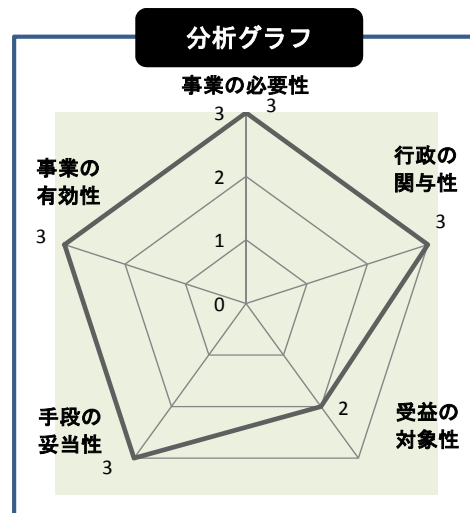 分析グラフ
事業の必要性
3
3
行政の
関与性
3
事業の
有効性
3
2
1
0
2
受益の
対象性
手段の
妥当性
3